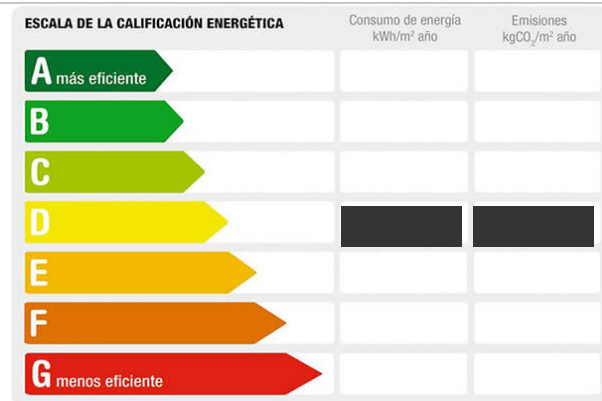 ESCALA DE LA CALIFICACIÓN ENERGÉTICA
Consumo de energía
kWh/m² año
Emisiones
kgCO₂/m² año
A más eficiente
B
C
D
E
F
G menos eficiente